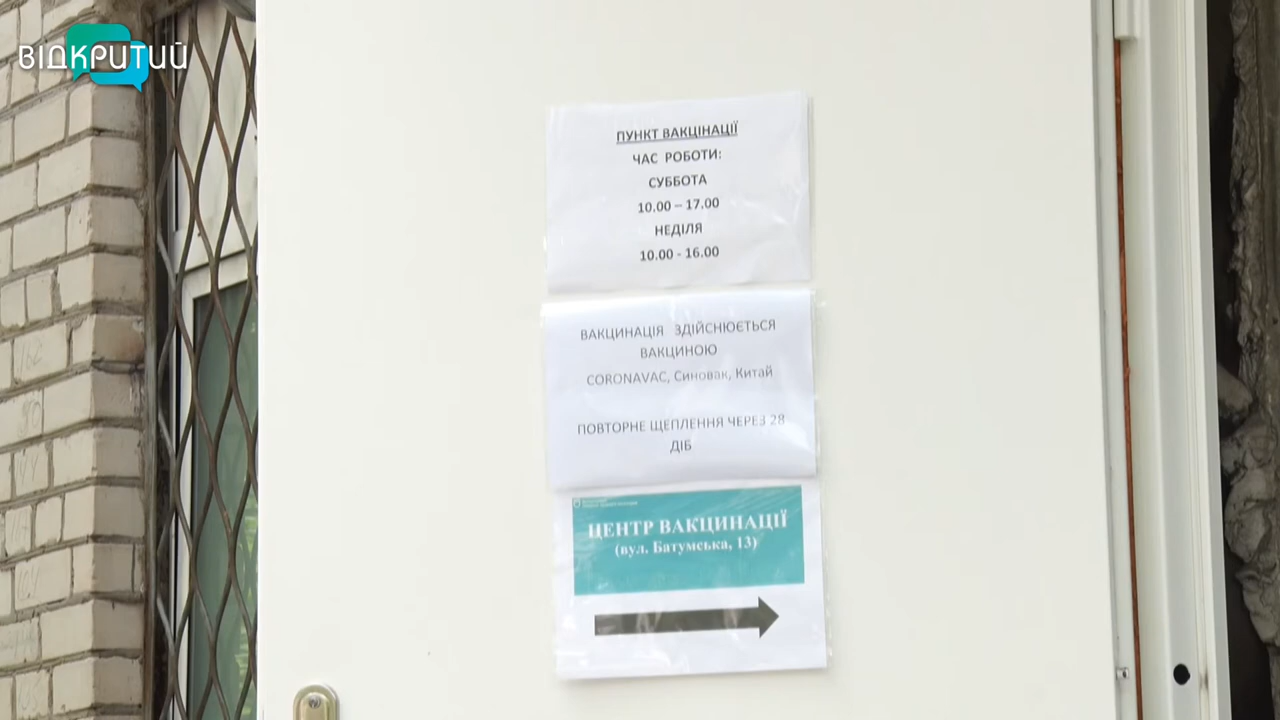 ВІДКРИТИЙ
ПУНКТ ВАКЦІНАЦІЇ
ЧАС РОБОТИ:
СУББОТА
10.00 – 17.00
НЕДІЛЯ
10.00 - 16.00
ВАКЦИНАЦІЯ ЗДІЙСНЮЄТЬСЯ
ВАКЦИНОЮ
CORONAVAC, Синовак, Китай
ПОВТОРНЕ ЩЕПЛЕННЯ ЧЕРЕЗ 28
ДІБ
ЦЕНТР ВАКЦИНАЦІЇ
(вул. Батумська, 13)